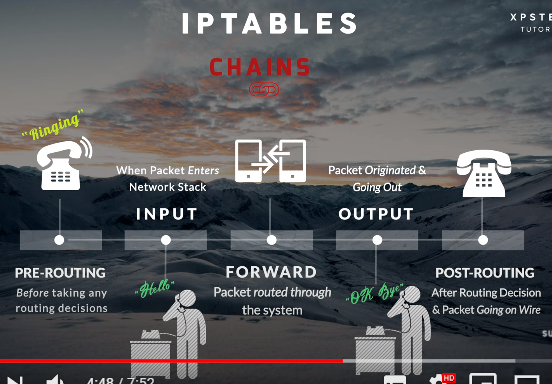 IPTABLES
XPSTE
TUTOR
CHAINS
"Ringing"
When Packet Enters
Network Stack
Packet Originated &
Going Out
INPUT
OUTPUT
PRE-ROUTING
Before taking any
routing decisions
"Hello"
FORWARD
Packet routed through
the system
"OK Bye"
POST-ROUTING
After Routing Decision
& Packet Going on Wire
SU
4:48 / 7:52
HD